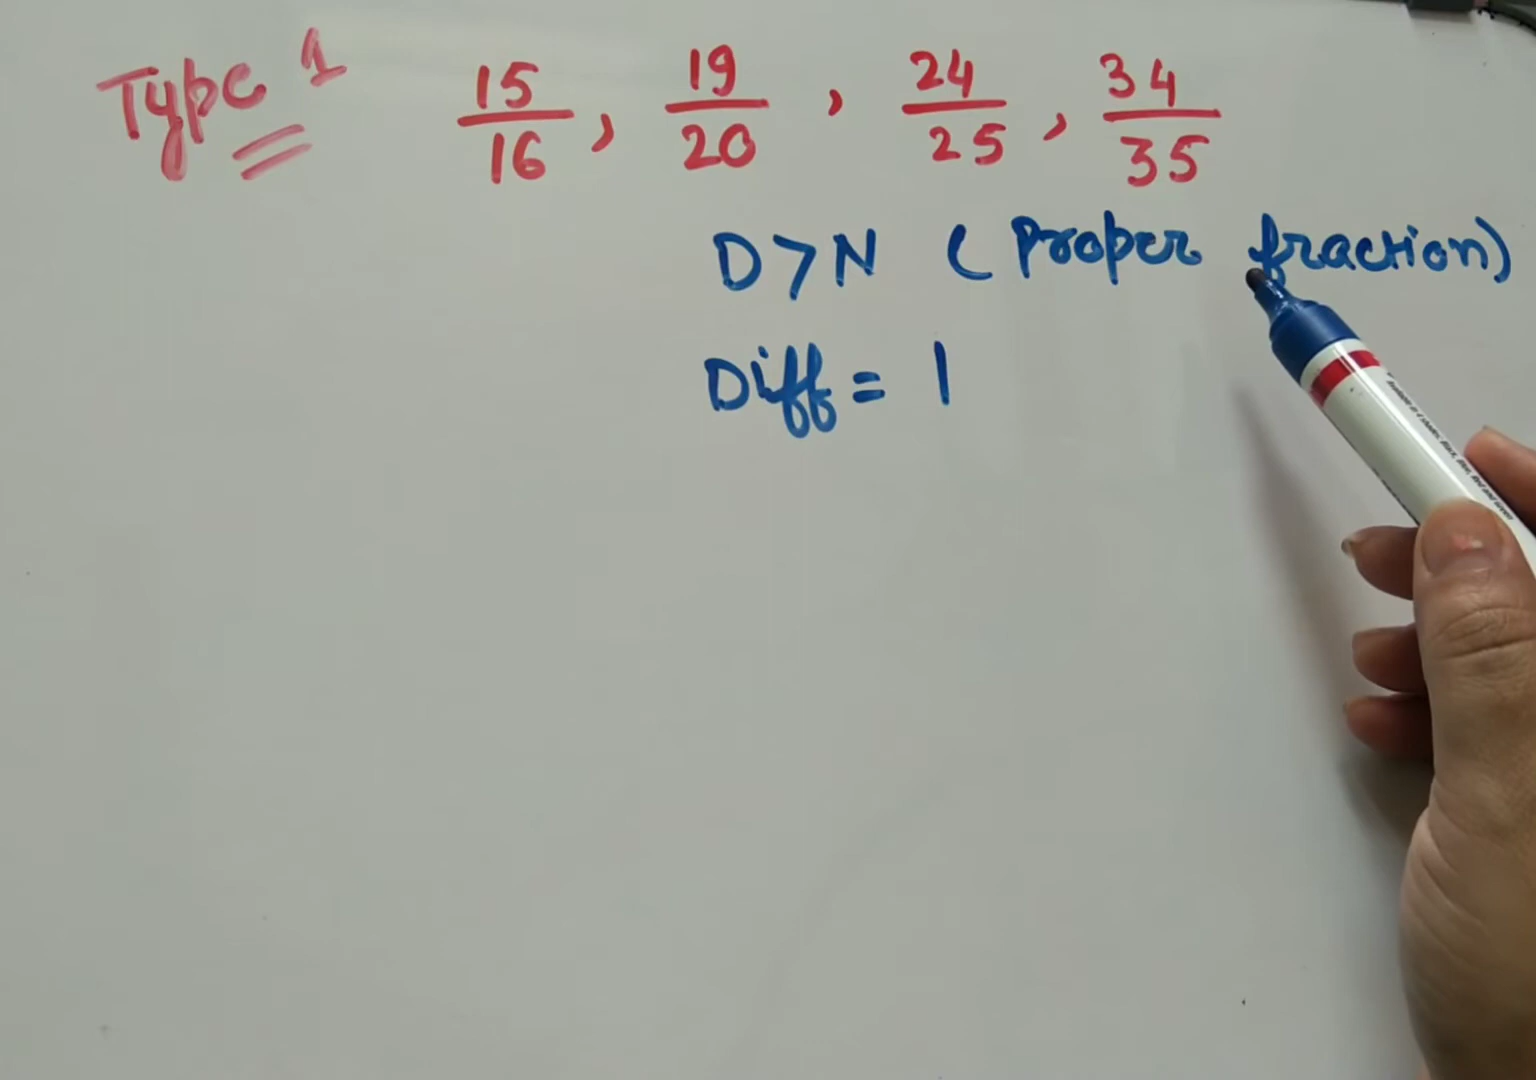 Type 1 15/16, 19/20, 24/25, 34/35
D>N (Proper fraction)
Diff = 1